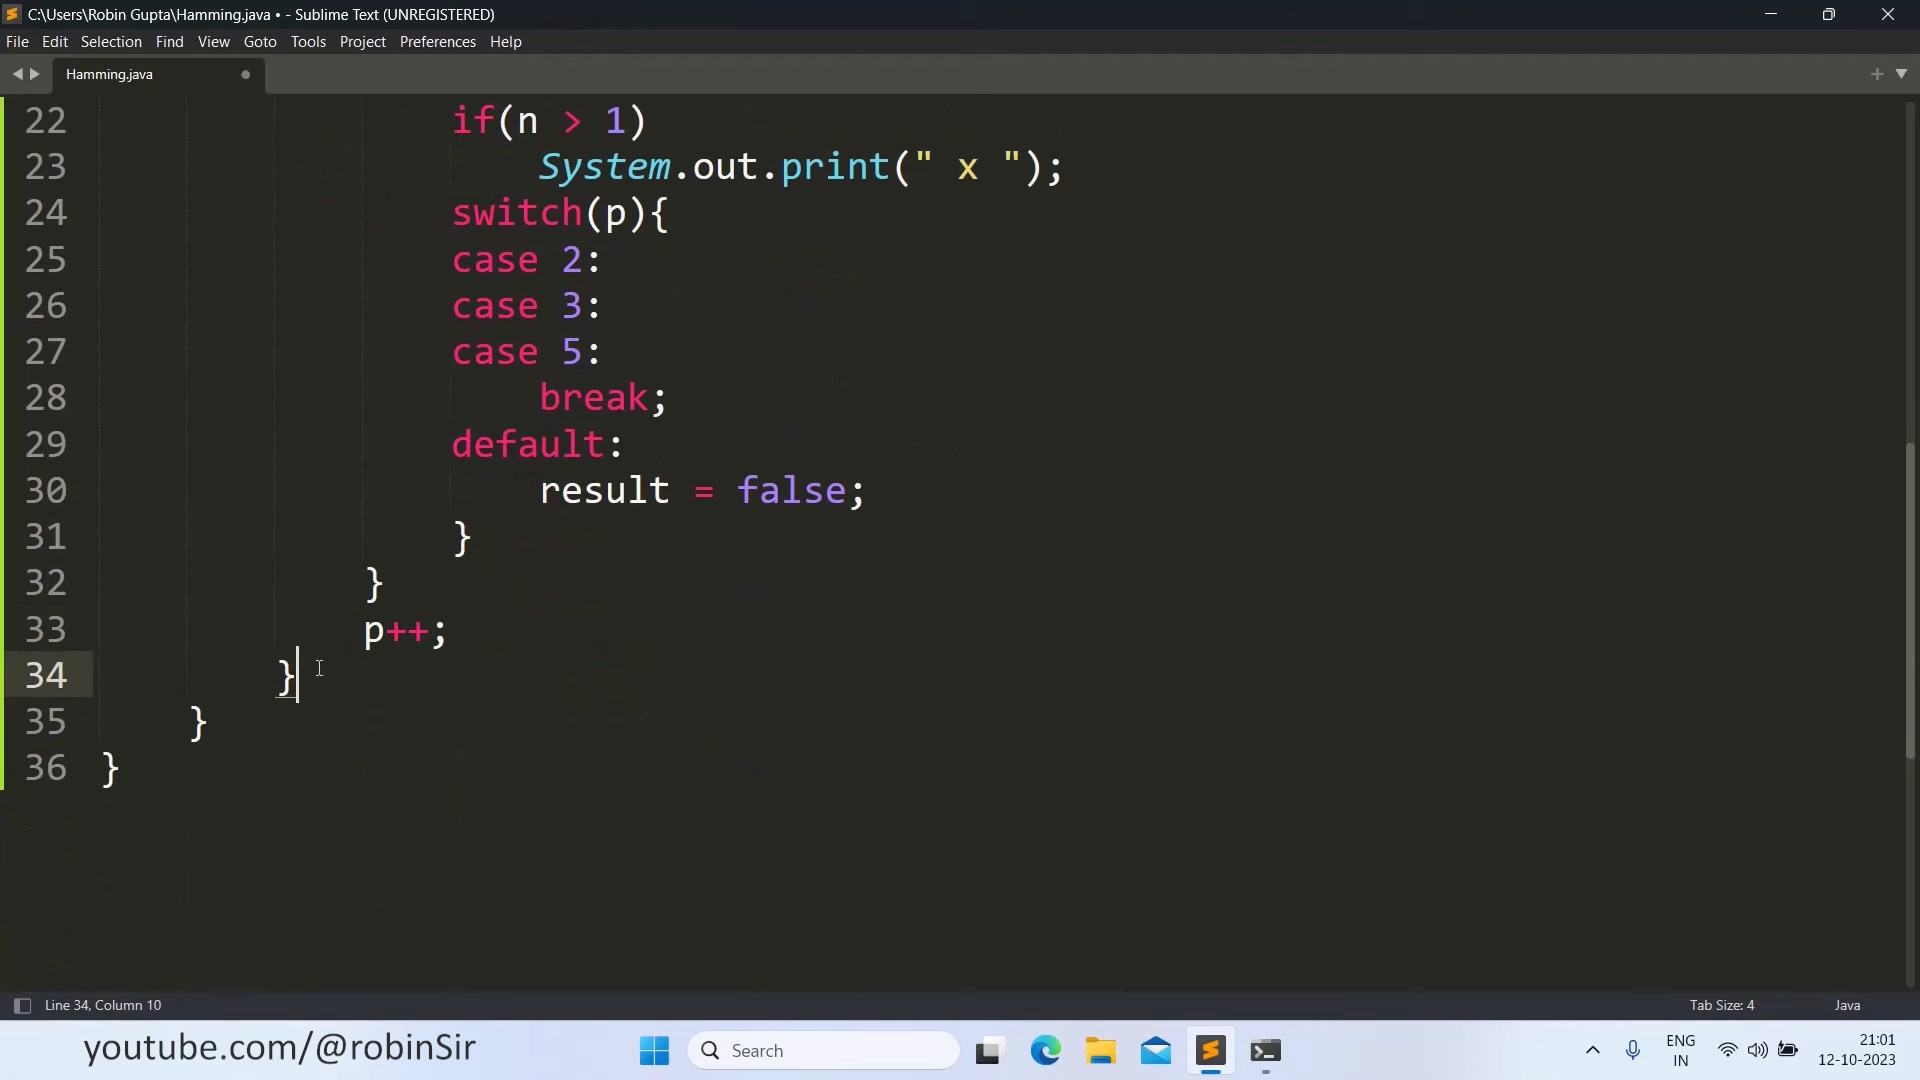 C:\Users\Robin Gupta\Hamming.java • - Sublime Text (UNREGISTERED)
File Edit Selection Find View Goto Tools Project Preferences Help
Hamming.java
22 if(n > 1)
23 System.out.print(" x ");
24 switch(p){
25 case 2:
26 case 3:
27 case 5:
28 break;
29 default:
30 result = false;
31 }
32 }
33 p++;
34 }
35 }
36 }
Line 34, Column 10 Tab Size: 4 Java
youtube.com/@robinSir Search ENG IN 21:01 12-10-2023